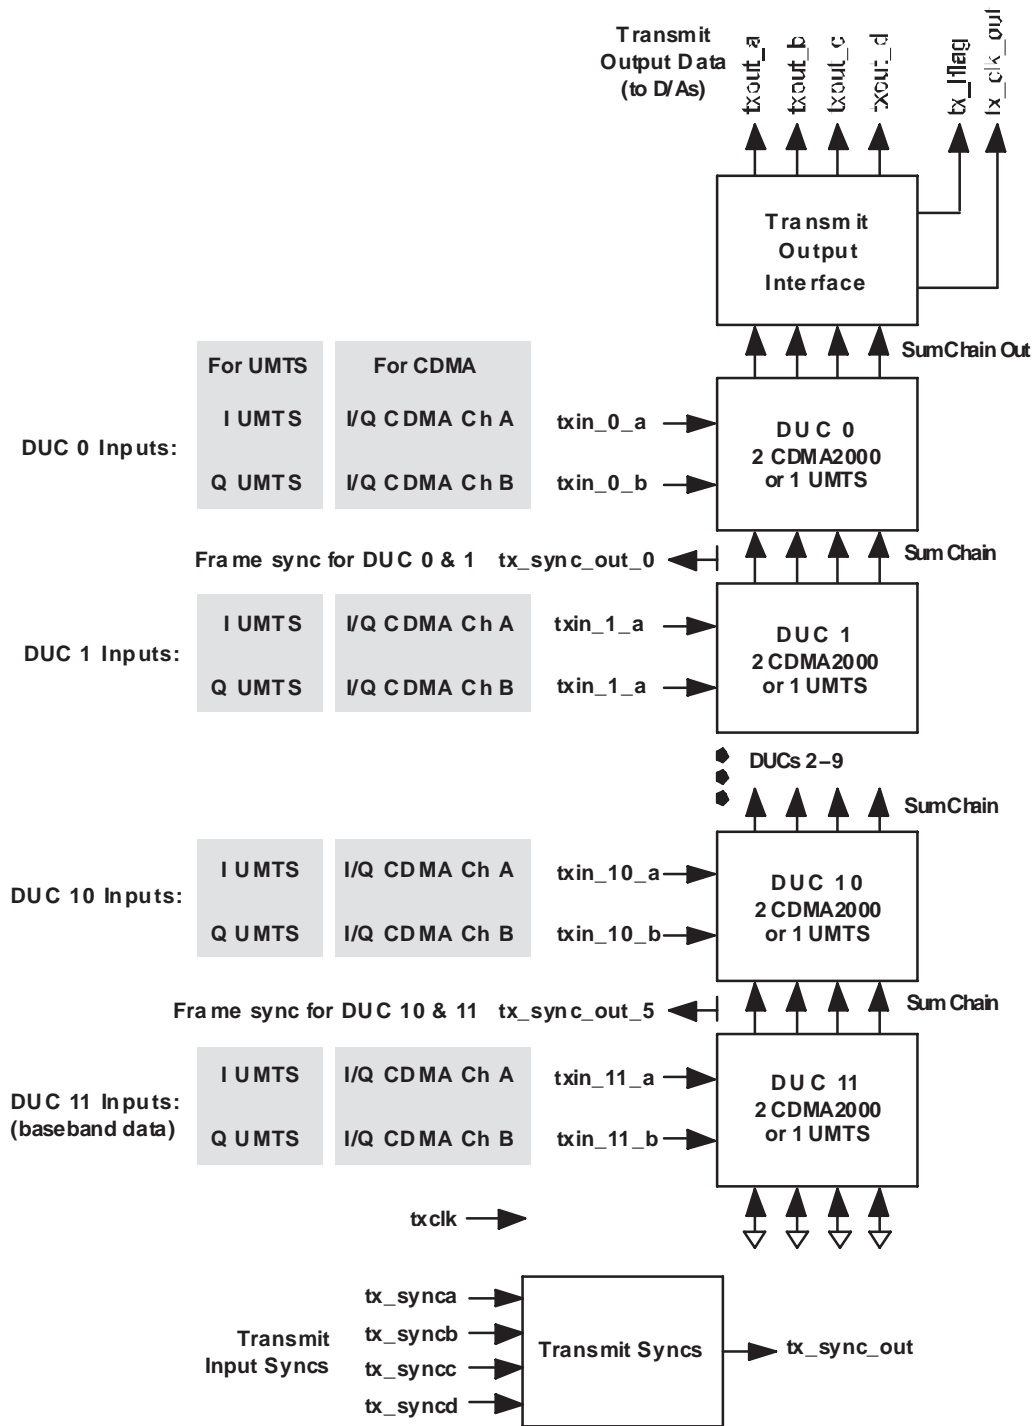 Transmit
Output Data
(to D/As)
txout_a
txout_b
txout_c
txout_d
tx_iflag
tx_clk_out
Transmit
Output
Interface
Sum Chain Out
For UMTS
For CDMA
DUC 0 Inputs:
I UMTS
I/Q CDMA Ch A
txin_0_a
Q UMTS
I/Q CDMA Ch B
txin_0_b
DUC 0
2 CDMA2000
or 1 UMTS
Frame sync for DUC 0 & 1
tx_sync_out_0
Sum Chain
DUC 1 Inputs:
I UMTS
I/Q CDMA Ch A
txin_1_a
Q UMTS
I/Q CDMA Ch B
txin_1_a
DUC 1
2 CDMA2000
or 1 UMTS
DUCs 2–9
Sum Chain
DUC 10 Inputs:
I UMTS
I/Q CDMA Ch A
txin_10_a
Q UMTS
I/Q CDMA Ch B
txin_10_b
DUC 10
2 CDMA2000
or 1 UMTS
Frame sync for DUC 10 & 11
tx_sync_out_5
Sum Chain
DUC 11 Inputs:
(baseband data)
I UMTS
I/Q CDMA Ch A
txin_11_a
Q UMTS
I/Q CDMA Ch B
txin_11_b
DUC 11
2 CDMA2000
or 1 UMTS
txclk
Transmit
Input Syncs
tx_synca
tx_syncb
tx_syncc
tx_syncd
Transmit Syncs
tx_sync_out